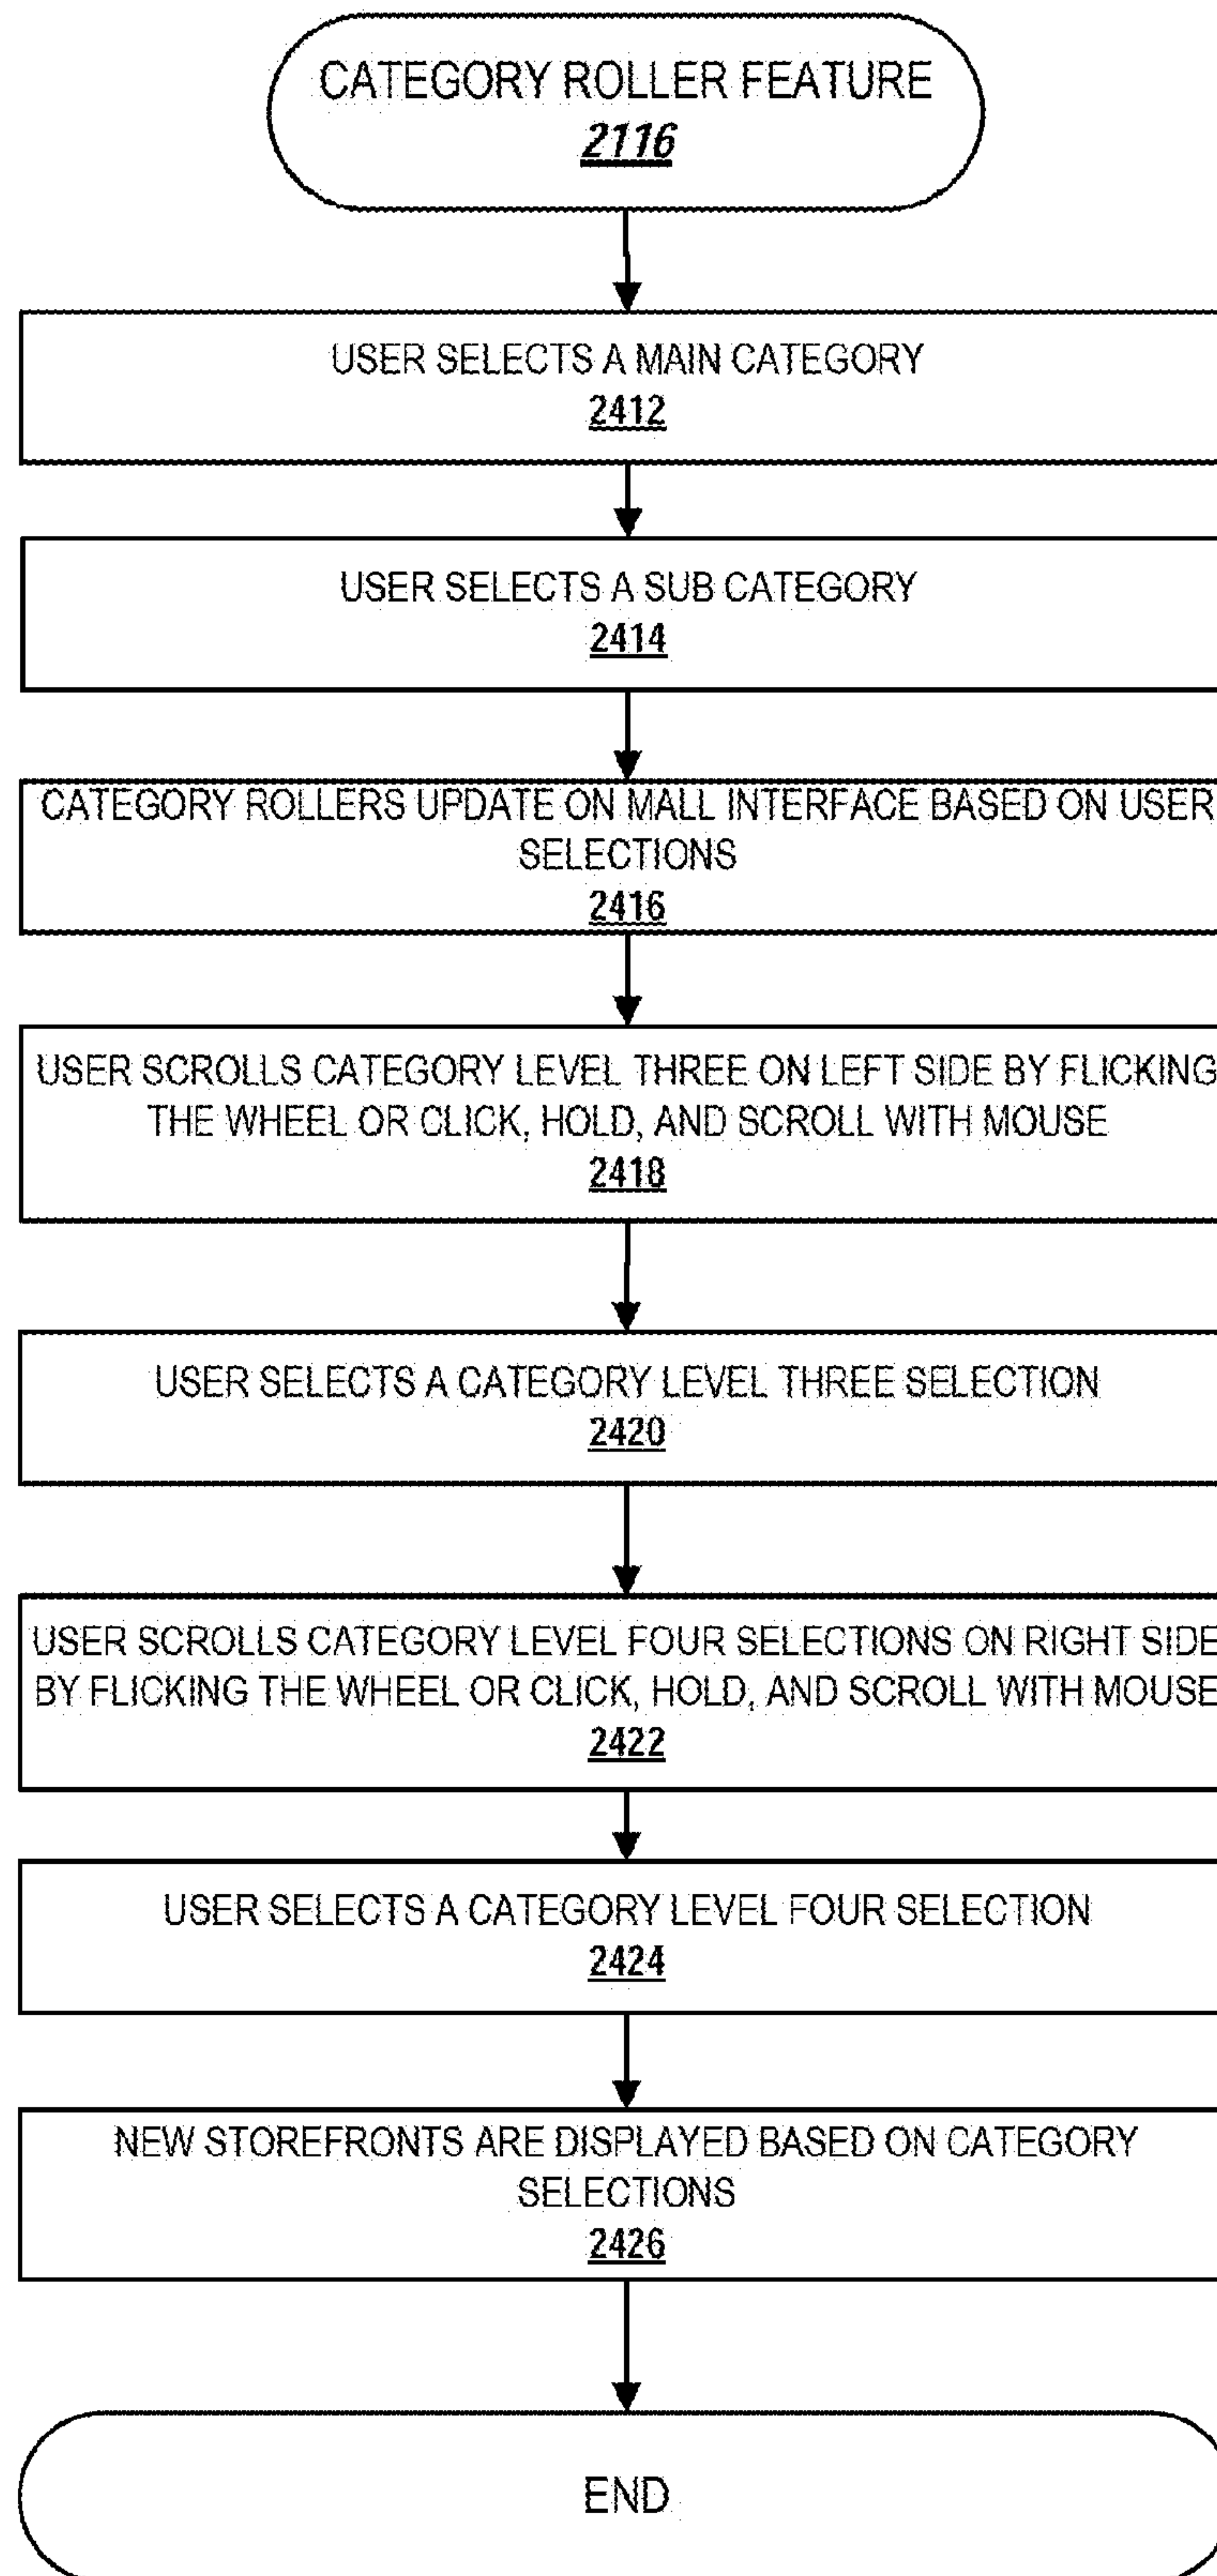 CATEGORY ROLLER FEATURE
2116
USER SELECTS A MAIN CATEGORY
2412
USER SELECTS A SUB CATEGORY
2414
CATEGORY ROLLERS UPDATE ON MALL INTERFACE BASED ON USER
SELECTIONS
2416
USER SCROLLS CATEGORY LEVEL THREE ON LEFT SIDE BY FLICKING
THE WHEEL OR CLICK, HOLD, AND SCROLL WITH MOUSE
2418
USER SELECTS A CATEGORY LEVEL THREE SELECTION
2420
USER SCROLLS CATEGORY LEVEL FOUR SELECTIONS ON RIGHT SIDE
BY FLICKING THE WHEEL OR CLICK, HOLD, AND SCROLL WITH MOUSE
2422
USER SELECTS A CATEGORY LEVEL FOUR SELECTION
2424
NEW STOREFRONTS ARE DISPLAYED BASED ON CATEGORY
SELECTIONS
2426
END